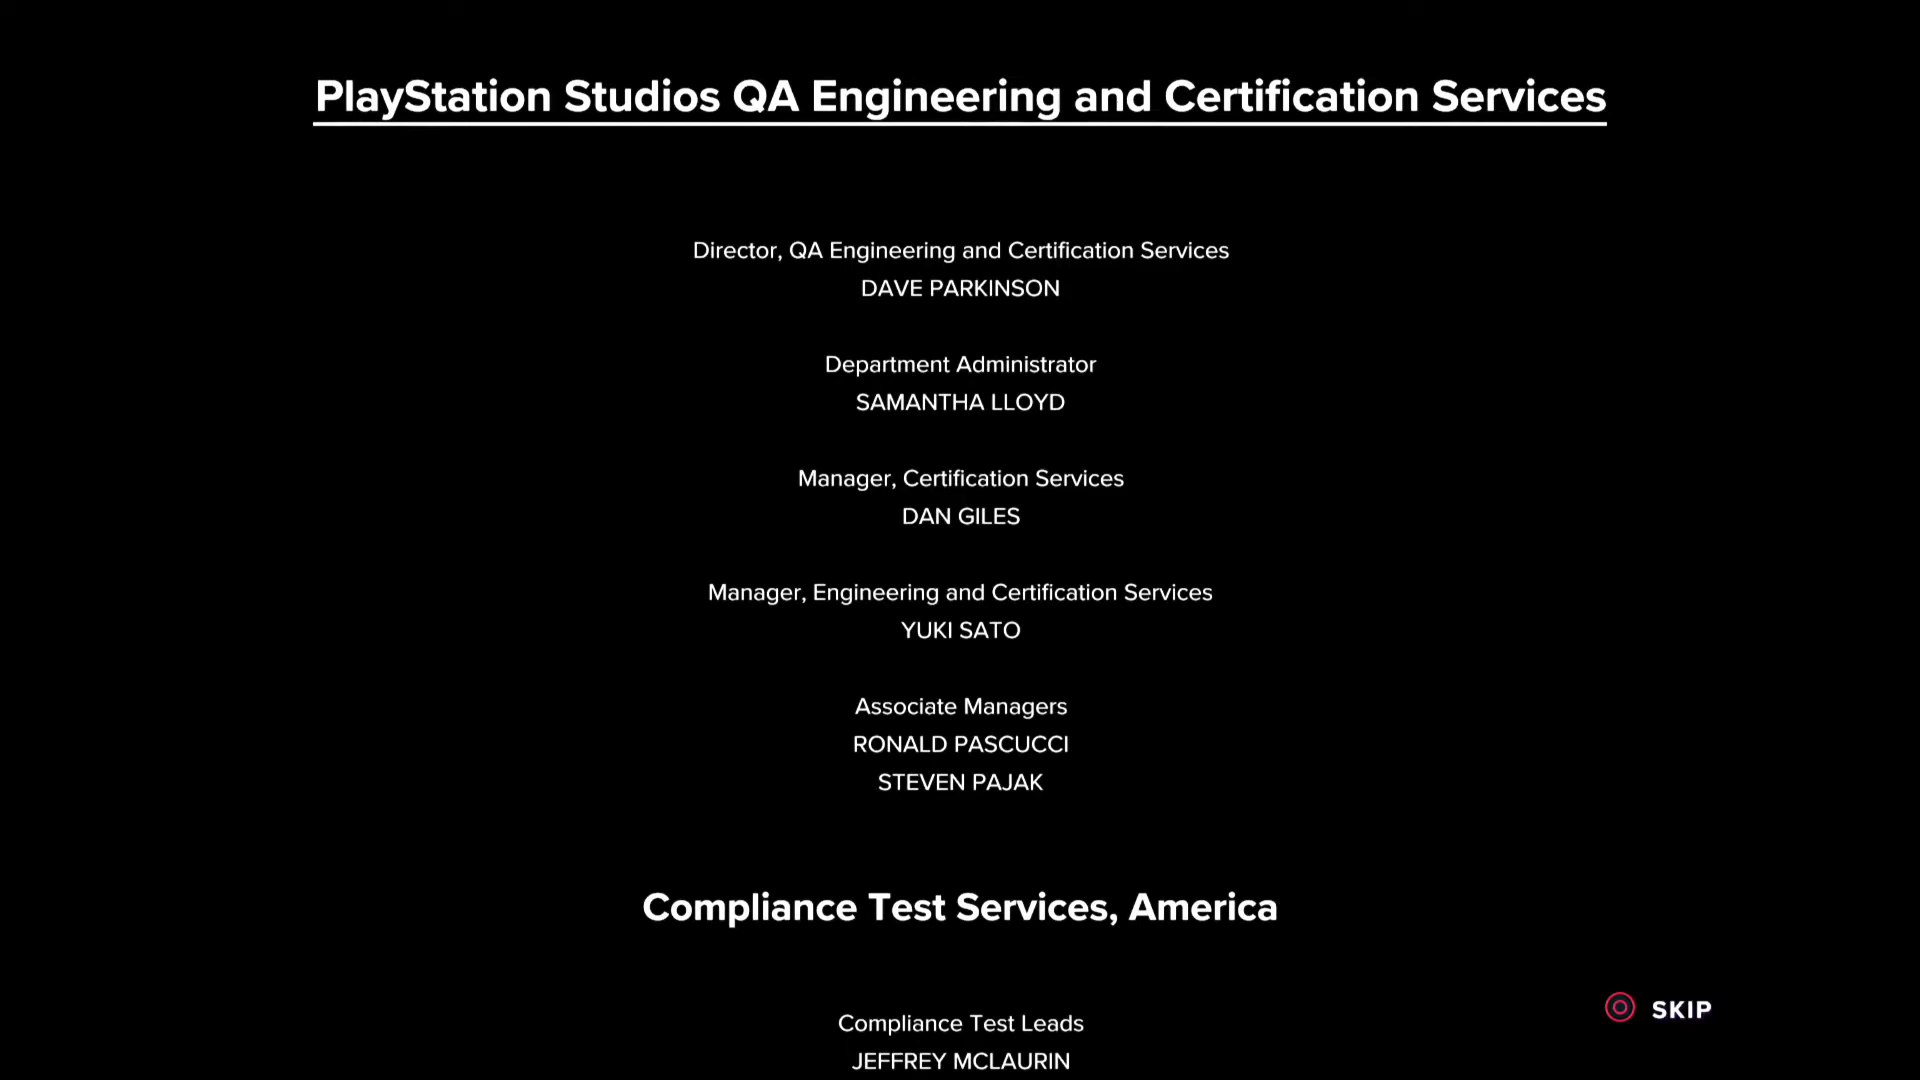 PlayStation Studios QA Engineering and Certification Services
Director, QA Engineering and Certification Services
DAVE PARKINSON
Department Administrator
SAMANTHA LLOYD
Manager, Certification Services
DAN GILES
Manager, Engineering and Certification Services
YUKI SATO
Associate Managers
RONALD PASCUCCI
STEVEN PAJAK
Compliance Test Services, America
SKIP
Compliance Test Leads
JEFFREY MCLAURIN